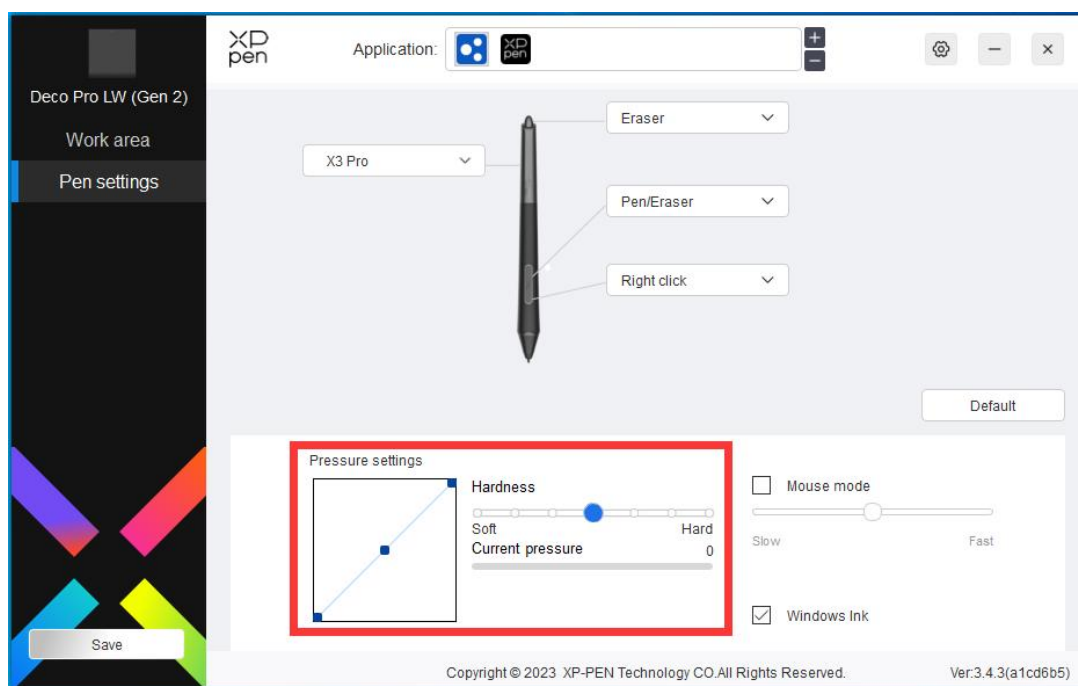 XP
pen
Application:
XP
pen
+
−
Deco Pro LW (Gen 2)
Work area
Pen settings
Eraser
X3 Pro
Pen/Eraser
Right click
Default
Pressure settings
Hardness
Soft Hard
Current pressure 0
Mouse mode
Slow Fast
Windows Ink
Save
Copyright © 2023 XP-PEN Technology CO.All Rights Reserved. Ver:3.4.3(a1cd6b5)